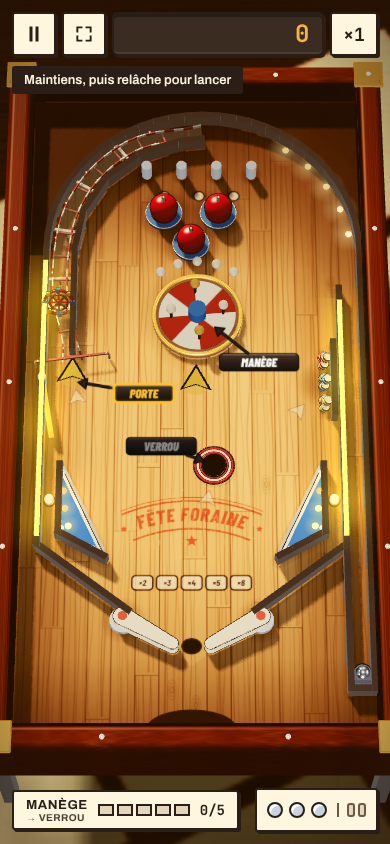 0
×1
Maintiens, puis relâche pour lancer
MANÈGE
PORTE
VERROU
FÊTE FORAINE
×2 ×3 ×4 ×5 ×8
MANÈGE
→ VERROU
0/5
00